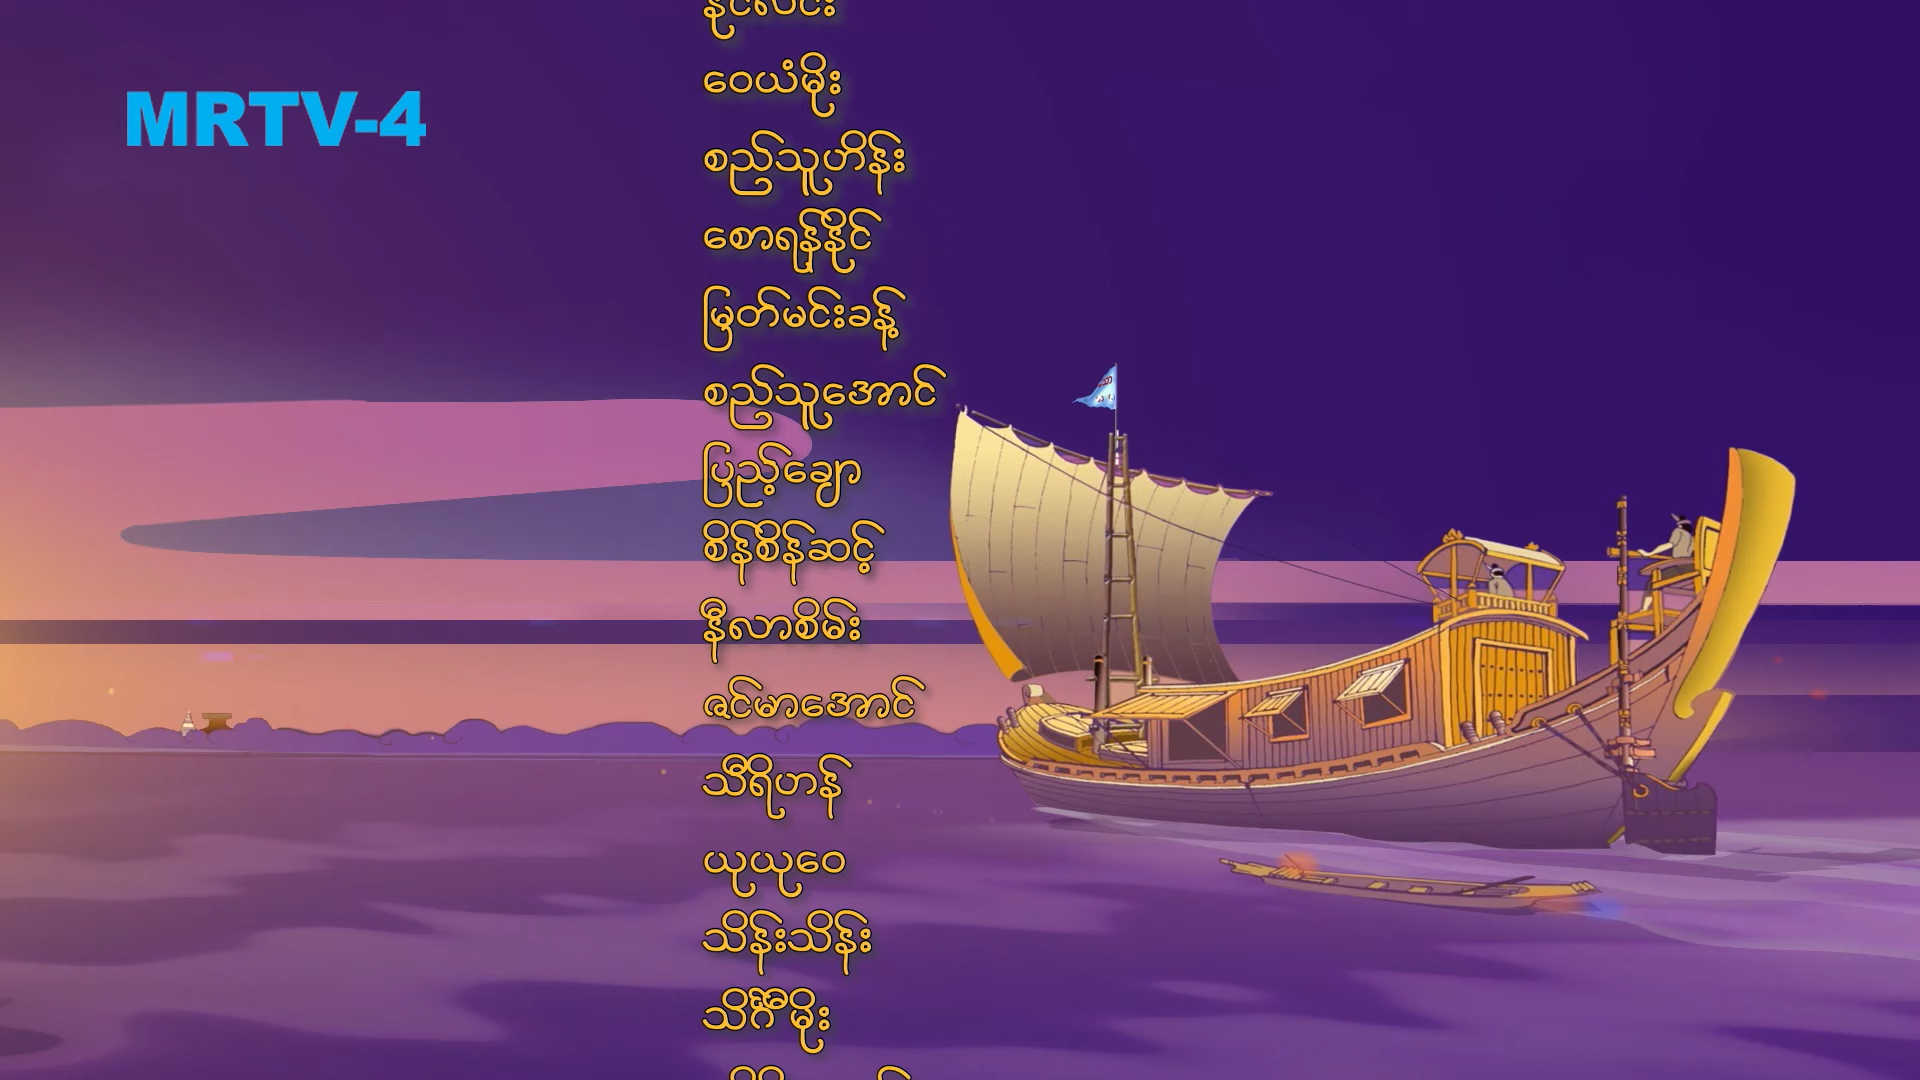 MRTV-4
ဝေယံမိုး
စည်သူဟိန်း
စောရန်နိုင်
မြတ်မင်းခန့်
စည်သူအောင်
ပြည့်ချော
စိန်စိန်ဆင့်
နီလာစိမ်း
ဇင်မာအောင်
သီရိဟန်
ယုယုဝေ
သိန်းသိန်း
သိင်္ဂီမိုး